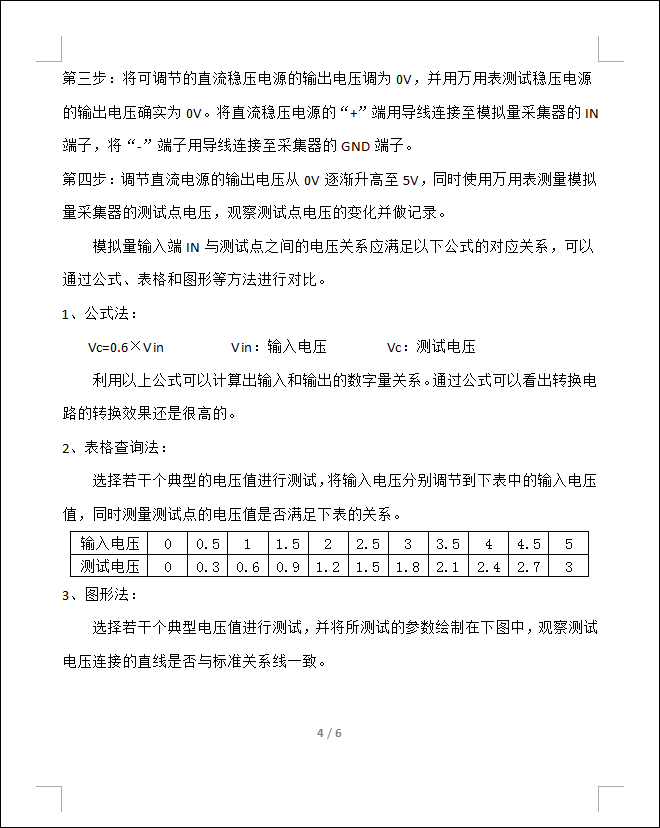 第三步：将可调节的直流稳压电源的输出电压调为 0V，并用万用表测试稳压电源
的输出电压确实为 0V。将直流稳压电源的“+”端用导线连接至模拟量采集器的 IN
端子，将“-”端子用导线连接至采集器的 GND 端子。
第四步：调节直流电源的输出电压从 0V 逐渐升高至 5V，同时使用万用表测量模拟
量采集器的测试点电压，观察测试点电压的变化并做记录。
模拟量输入端 IN 与测试点之间的电压关系应满足以下公式的对应关系，可以
通过公式、表格和图形等方法进行对比。
1、公式法：
Vc=0.6×Vin Vin：输入电压 Vc：测试电压
利用以上公式可以计算出输入和输出的数字量关系。通过公式可以看出转换电
路的转换效果还是很高的。
2、表格查询法：
选择若干个典型的电压值进行测试，将输入电压分别调节到下表中的输入电压
值，同时测量测试点的电压值是否满足下表的关系。
输入电压 0 0.5 1 1.5 2 2.5 3 3.5 4 4.5 5
测试电压 0 0.3 0.6 0.9 1.2 1.5 1.8 2.1 2.4 2.7 3
3、图形法：
选择若干个典型电压值进行测试，并将所测试的参数绘制在下图中，观察测试
电压连接的直线是否与标准关系线一致。
4 / 6